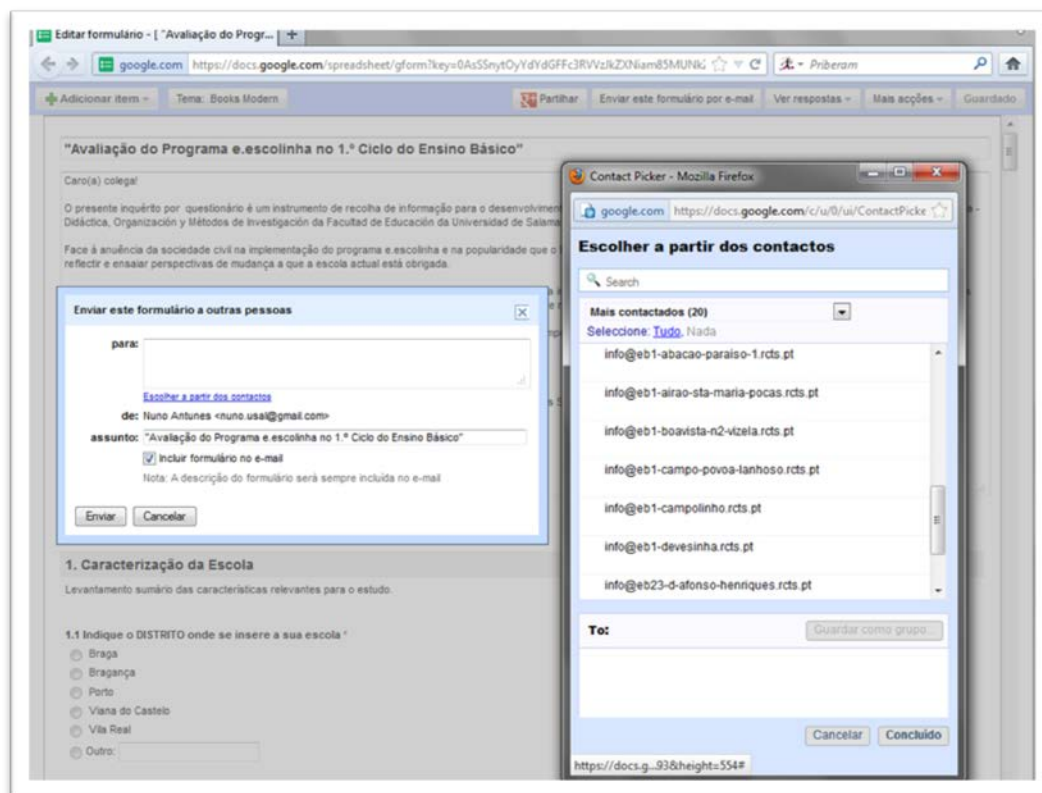 Editar formulário - [ "Avaliação do Progr...
google.com https://docs.google.com/spreadsheet/gform?key= Priberam
Adicionar item Tema: Books Modern Partilhar Enviar este formulário por e-mail Ver respostas Mais acções Guardado
"Avaliação do Programa e.escolinha no 1.º Ciclo do Ensino Básico"
Caro(a) colega!
O presente inquérito por questionário é um instrumento de recolha de informação para o desenvolvimen
Didáctica, Organización y Métodos de Investigación da Facultad de Educación da Universidad de Salama
Face à anuência da sociedade civil na implementação do programa e.escolinha e na popularidade que o
reflectir e ensaiar perspectivas de mudança a que a escola actual está obrigada.
Enviar este formulário a outras pessoas
para:
Escolher a partir dos contactos
de: Nuno Antunes <nuno.usal@gmail.com>
assunto: "Avaliação do Programa e.escolinha no 1.º Ciclo do Ensino Básico"
Incluir formulário no e-mail
Nota: A descrição do formulário será sempre incluída no e-mail
Enviar Cancelar
1. Caracterização da Escola
Levantamento sumário das características relevantes para o estudo.
1.1 Indique o DISTRITO onde se insere a sua escola *
Braga
Bragança
Porto
Viana do Castelo
Vila Real
Outro:
Contact Picker - Mozilla Firefox
google.com https://docs.google.com/c/u/0/ui/ContactPicke
Escolher a partir dos contactos
Search
Mais contactados (20)
Seleccione: Tudo, Nada
info@eb1-abacao-paraiso-1.rcts.pt
info@eb1-airao-sta-maria-pocas.rcts.pt
info@eb1-boavista-n2-vizela.rcts.pt
info@eb1-campo-povoa-lanhoso.rcts.pt
info@eb1-campolinho.rcts.pt
info@eb1-devesinha.rcts.pt
info@eb23-d-afonso-henriques.rcts.pt
To: Guardar como grupo...
Cancelar Concluído
https://docs.g...93&height=554#